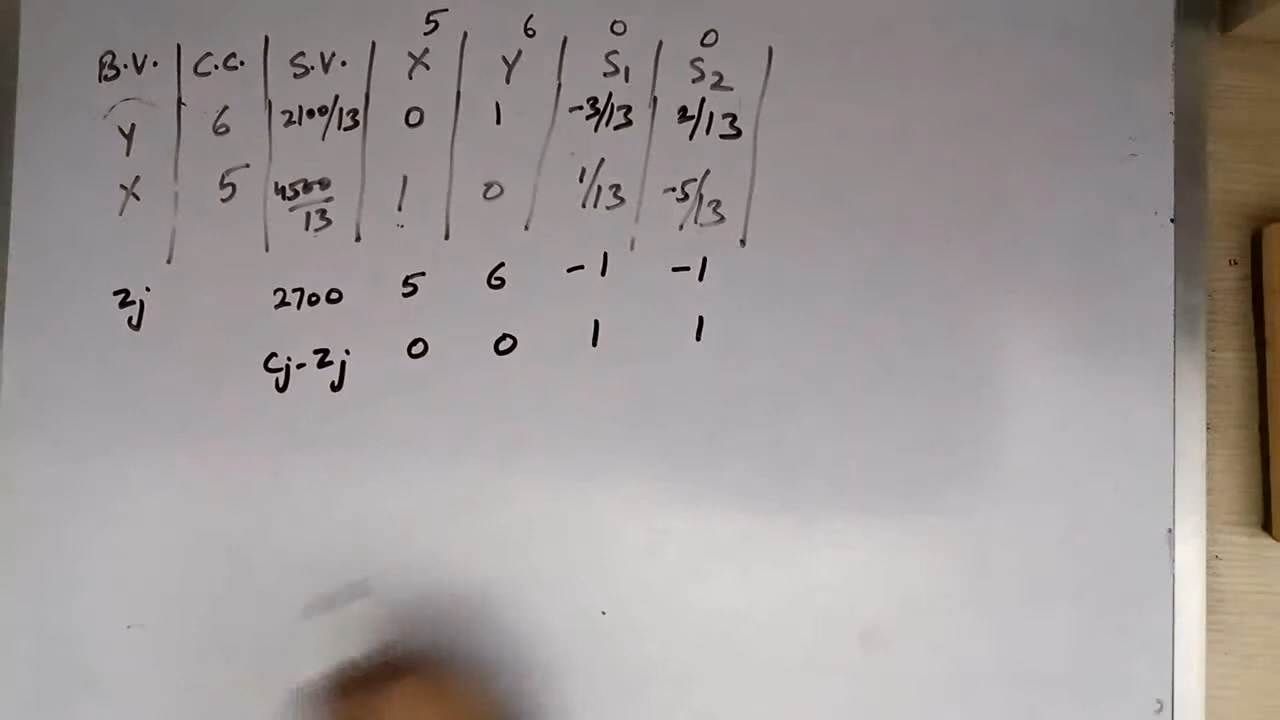 5 6 0 0
B.V. C.C. S.V. X Y S1 S2
Y 6 2100/13 0 1 -3/13 2/13
X 5 4500/13 1 0 1/13 -5/13
Zj 2700 5 6 -1 -1
Cj-Zj 0 0 1 1